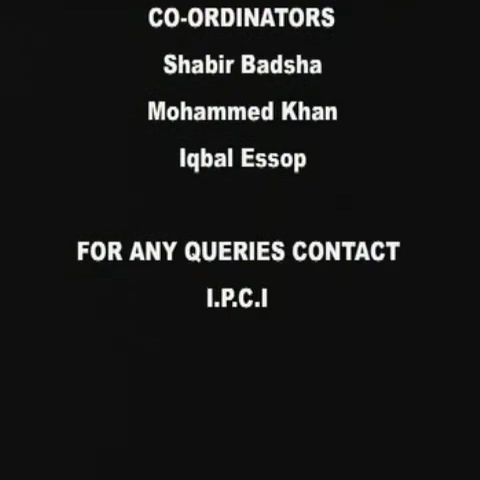 CO-ORDINATORS
Shabir Badsha
Mohammed Khan
Iqbal Essop
FOR ANY QUERIES CONTACT
I.P.C.I